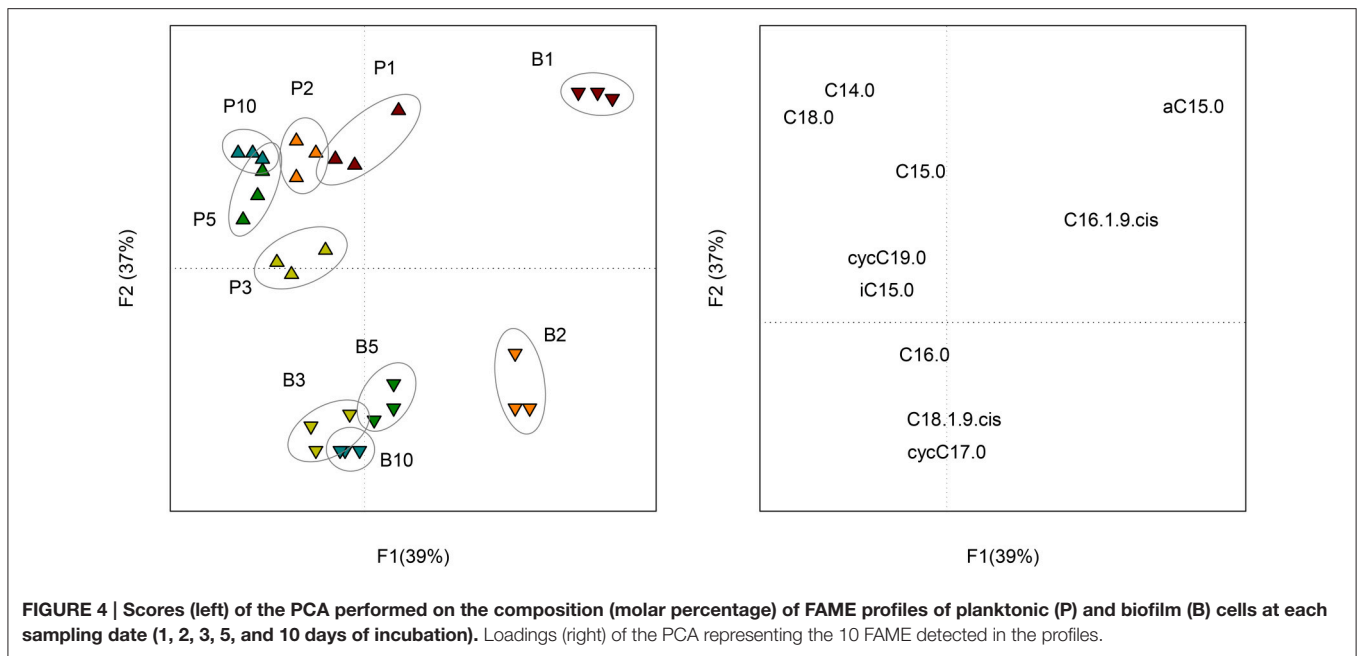 B1
P1
P2
P10
P5
P3
B2
B5
B3
B10
F2 (37%)
F1(39%)
C14.0
aC15.0
C18.0
C15.0
C16.1.9.cis
cycC19.0
iC15.0
C16.0
C18.1.9.cis
cycC17.0
F2 (37%)
F1(39%)
FIGURE 4 | Scores (left) of the PCA performed on the composition (molar percentage) of FAME profiles of planktonic (P) and biofilm (B) cells at each
sampling date (1, 2, 3, 5, and 10 days of incubation). Loadings (right) of the PCA representing the 10 FAME detected in the profiles.